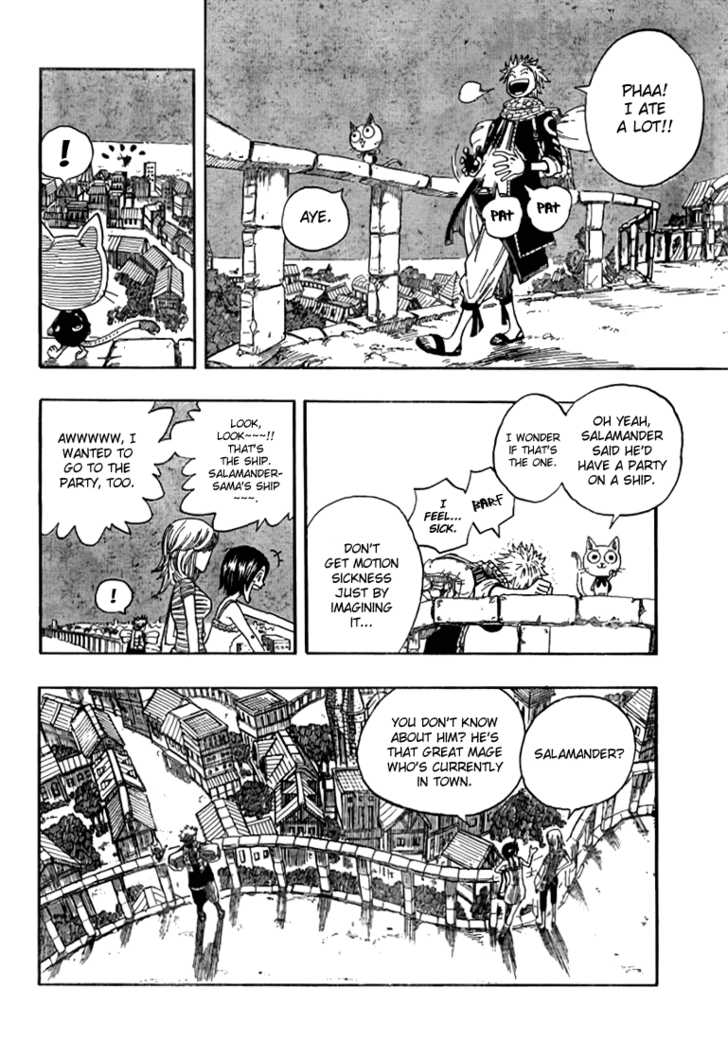 PHAA!
I ATE
A LOT!!
PAT
PAT
AYE.
!
OH YEAH,
SALAMANDER
SAID HE'D
HAVE A PARTY
ON A SHIP.
I WONDER
IF THAT'S
THE ONE.
BARF
I
FEEL...
SICK.
DON'T
GET MOTION
SICKNESS
JUST BY
IMAGINING
IT...
LOOK,
LOOK~~~!!
THAT'S
THE SHIP.
SALAMANDER-
SAMA'S SHIP
~~~.
AWWWWW, I
WANTED TO
GO TO THE
PARTY, TOO.
!
SALAMANDER?
YOU DON'T KNOW
ABOUT HIM? HE'S
THAT GREAT MAGE
WHO'S CURRENTLY
IN TOWN.